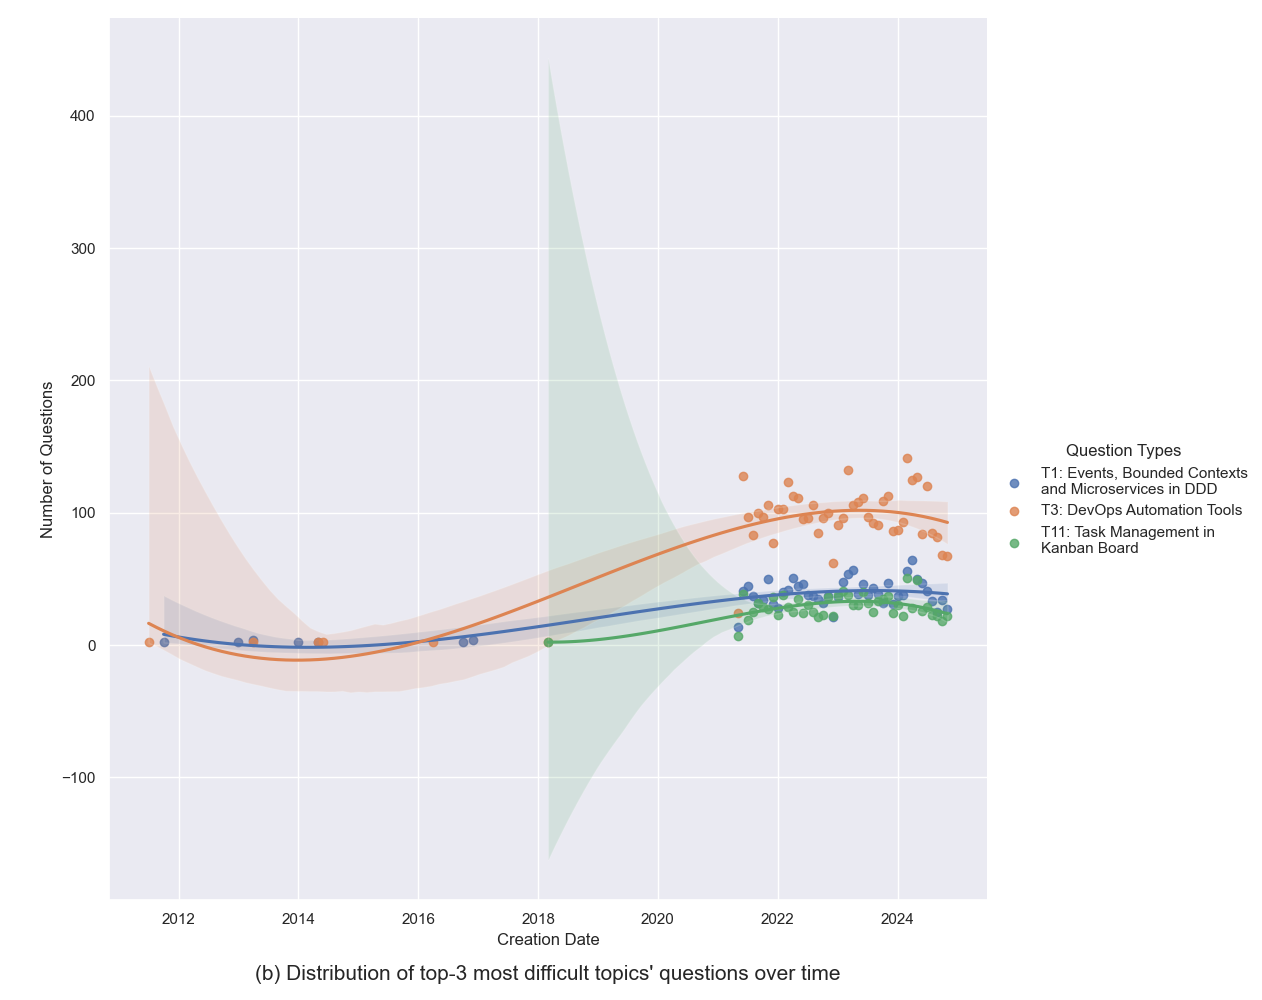 400
300
200
100
0
−100
Number of Questions
2012
2014
2016
2018
2020
2022
2024
Creation Date
Question Types
T1: Events, Bounded Contexts
and Microservices in DDD
T3: DevOps Automation Tools
T11: Task Management in
Kanban Board
(b) Distribution of top-3 most difficult topics' questions over time